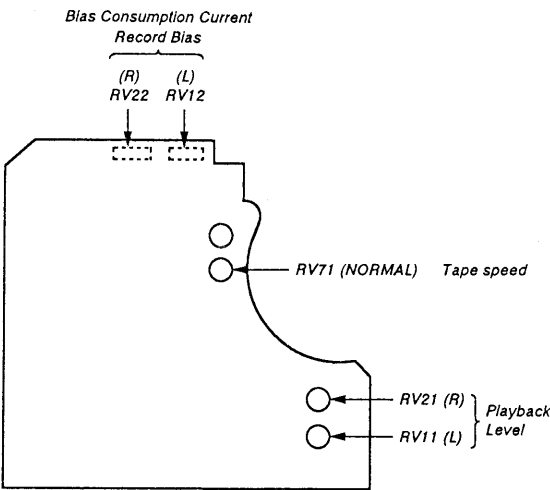 Bias Consumption Current
Record Bias
(R) (L)
RV22 RV12
RV71 (NORMAL) Tape speed
RV21 (R)
RV11 (L)
Playback
Level